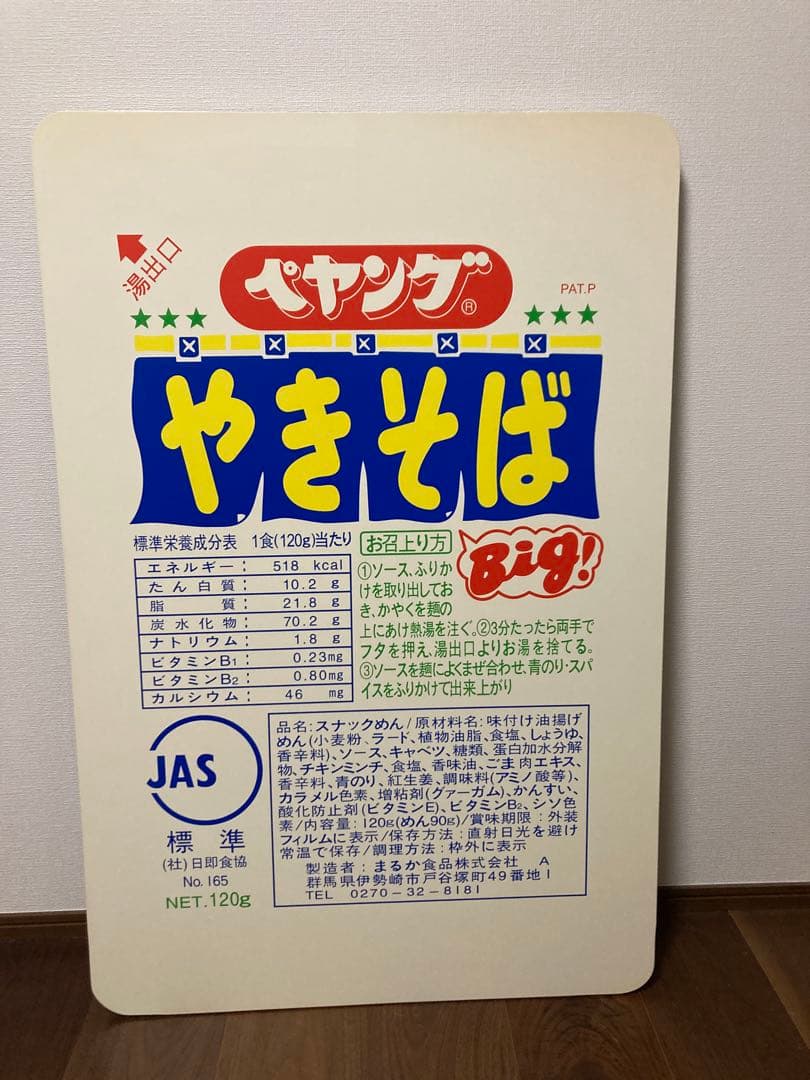 湯出口
ペヤング®
PAT.P
やきそば
標準栄養成分表 1食(120g)当たり
エネルギー: 518 kcal
たん白質: 10.2 g
脂質: 21.8 g
炭水化物: 70.2 g
ナトリウム: 1.8 g
ビタミンB1: 0.23mg
ビタミンB2: 0.80mg
カルシウム: 46 mg
お召上り方
Big!
①ソース、ふりか
けを取り出してお
き、かやくを麺の
上にあけ熱湯を注ぐ。②3分たったら両手で
フタを押え、湯出口よりお湯を捨てる。
③ソースを麺によくまぜ合わせ、青のり・スパ
イスをふりかけて出来上がり
JAS
標準
(社)日即食協
No.165
NET.120g
品名:スナックめん/原材料名:味付け油揚げ
めん(小麦粉、ラード、植物油脂、食塩、しょうゆ、
香辛料)、ソース、キャベツ、糖類、蛋白加水分解
物、チキンミンチ、食塩、香味油、ごま、肉エキス、
香辛料、青のり、紅生姜、調味料(アミノ酸等)、
カラメル色素、増粘剤(グァーガム)、かんすい、
酸化防止剤(ビタミンE)、ビタミンB2、シソ色
素/内容量:120g(めん90g)/賞味期限:外装
フィルムに表示/保存方法:直射日光を避け
常温で保存/調理方法:枠外に表示
製造者:まるか食品株式会社 A
群馬県伊勢崎市戸谷塚町49番地1
TEL 0270-32-8181